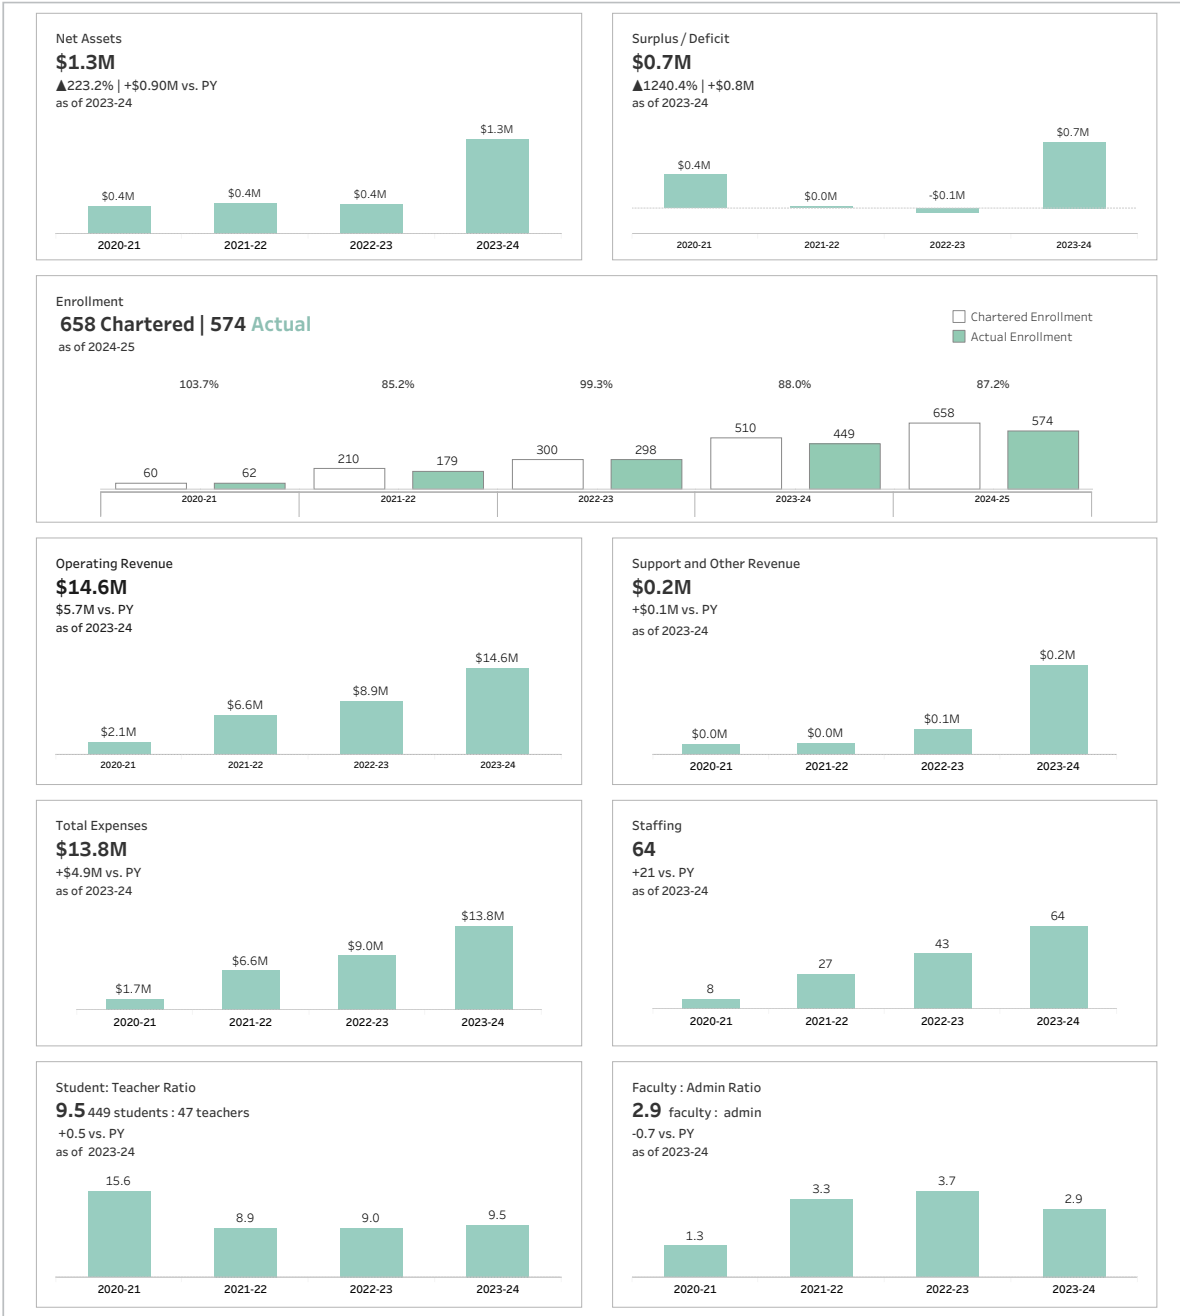 Net Assets
$1.3M
▲223.2% | +$0.90M vs. PY
as of 2023-24
$0.4M
$0.4M
$0.4M
$1.3M
2020-21
2021-22
2022-23
2023-24
Surplus / Deficit
$0.7M
▲1240.4% | +$0.8M
as of 2023-24
$0.4M
$0.0M
-$0.1M
$0.7M
2020-21
2021-22
2022-23
2023-24
Enrollment
658 Chartered | 574 Actual
as of 2024-25
Chartered Enrollment
Actual Enrollment
103.7%
85.2%
99.3%
88.0%
87.2%
60
62
210
179
300
298
510
449
658
574
2020-21
2021-22
2022-23
2023-24
2024-25
Operating Revenue
$14.6M
$5.7M vs. PY
as of 2023-24
$2.1M
$6.6M
$8.9M
$14.6M
2020-21
2021-22
2022-23
2023-24
Support and Other Revenue
$0.2M
+$0.1M vs. PY
as of 2023-24
$0.0M
$0.0M
$0.1M
$0.2M
2020-21
2021-22
2022-23
2023-24
Total Expenses
$13.8M
+$4.9M vs. PY
as of 2023-24
$1.7M
$6.6M
$9.0M
$13.8M
2020-21
2021-22
2022-23
2023-24
Staffing
64
+21 vs. PY
as of 2023-24
8
27
43
64
2020-21
2021-22
2022-23
2023-24
Student: Teacher Ratio
9.5 449 students : 47 teachers
+0.5 vs. PY
as of 2023-24
15.6
8.9
9.0
9.5
2020-21
2021-22
2022-23
2023-24
Faculty : Admin Ratio
2.9 faculty : admin
-0.7 vs. PY
as of 2023-24
1.3
3.3
3.7
2.9
2020-21
2021-22
2022-23
2023-24